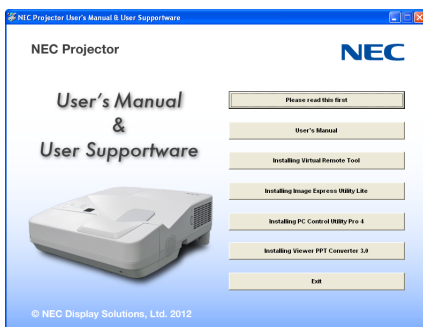 NEC Projector User's Manual & User Supportware
NEC Projector
NEC
User's Manual
&
User Supportware
Please read this first
User's Manual
Installing Virtual Remote Tool
Installing Image Express Utility Lite
Installing PC Control Utility Pro 4
Installing Viewer PPT Converter 3.0
Exit
© NEC Display Solutions, Ltd. 2012